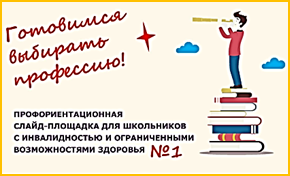 Готовимся
выбирать
профессию!
ПРОФОРИЕНТАЦИОННАЯ
СЛАЙД-ПЛОЩАДКА ДЛЯ ШКОЛЬНИКОВ
С ИНВАЛИДНОСТЬЮ И ОГРАНИЧЕННЫМИ
ВОЗМОЖНОСТЯМИ ЗДОРОВЬЯ №1